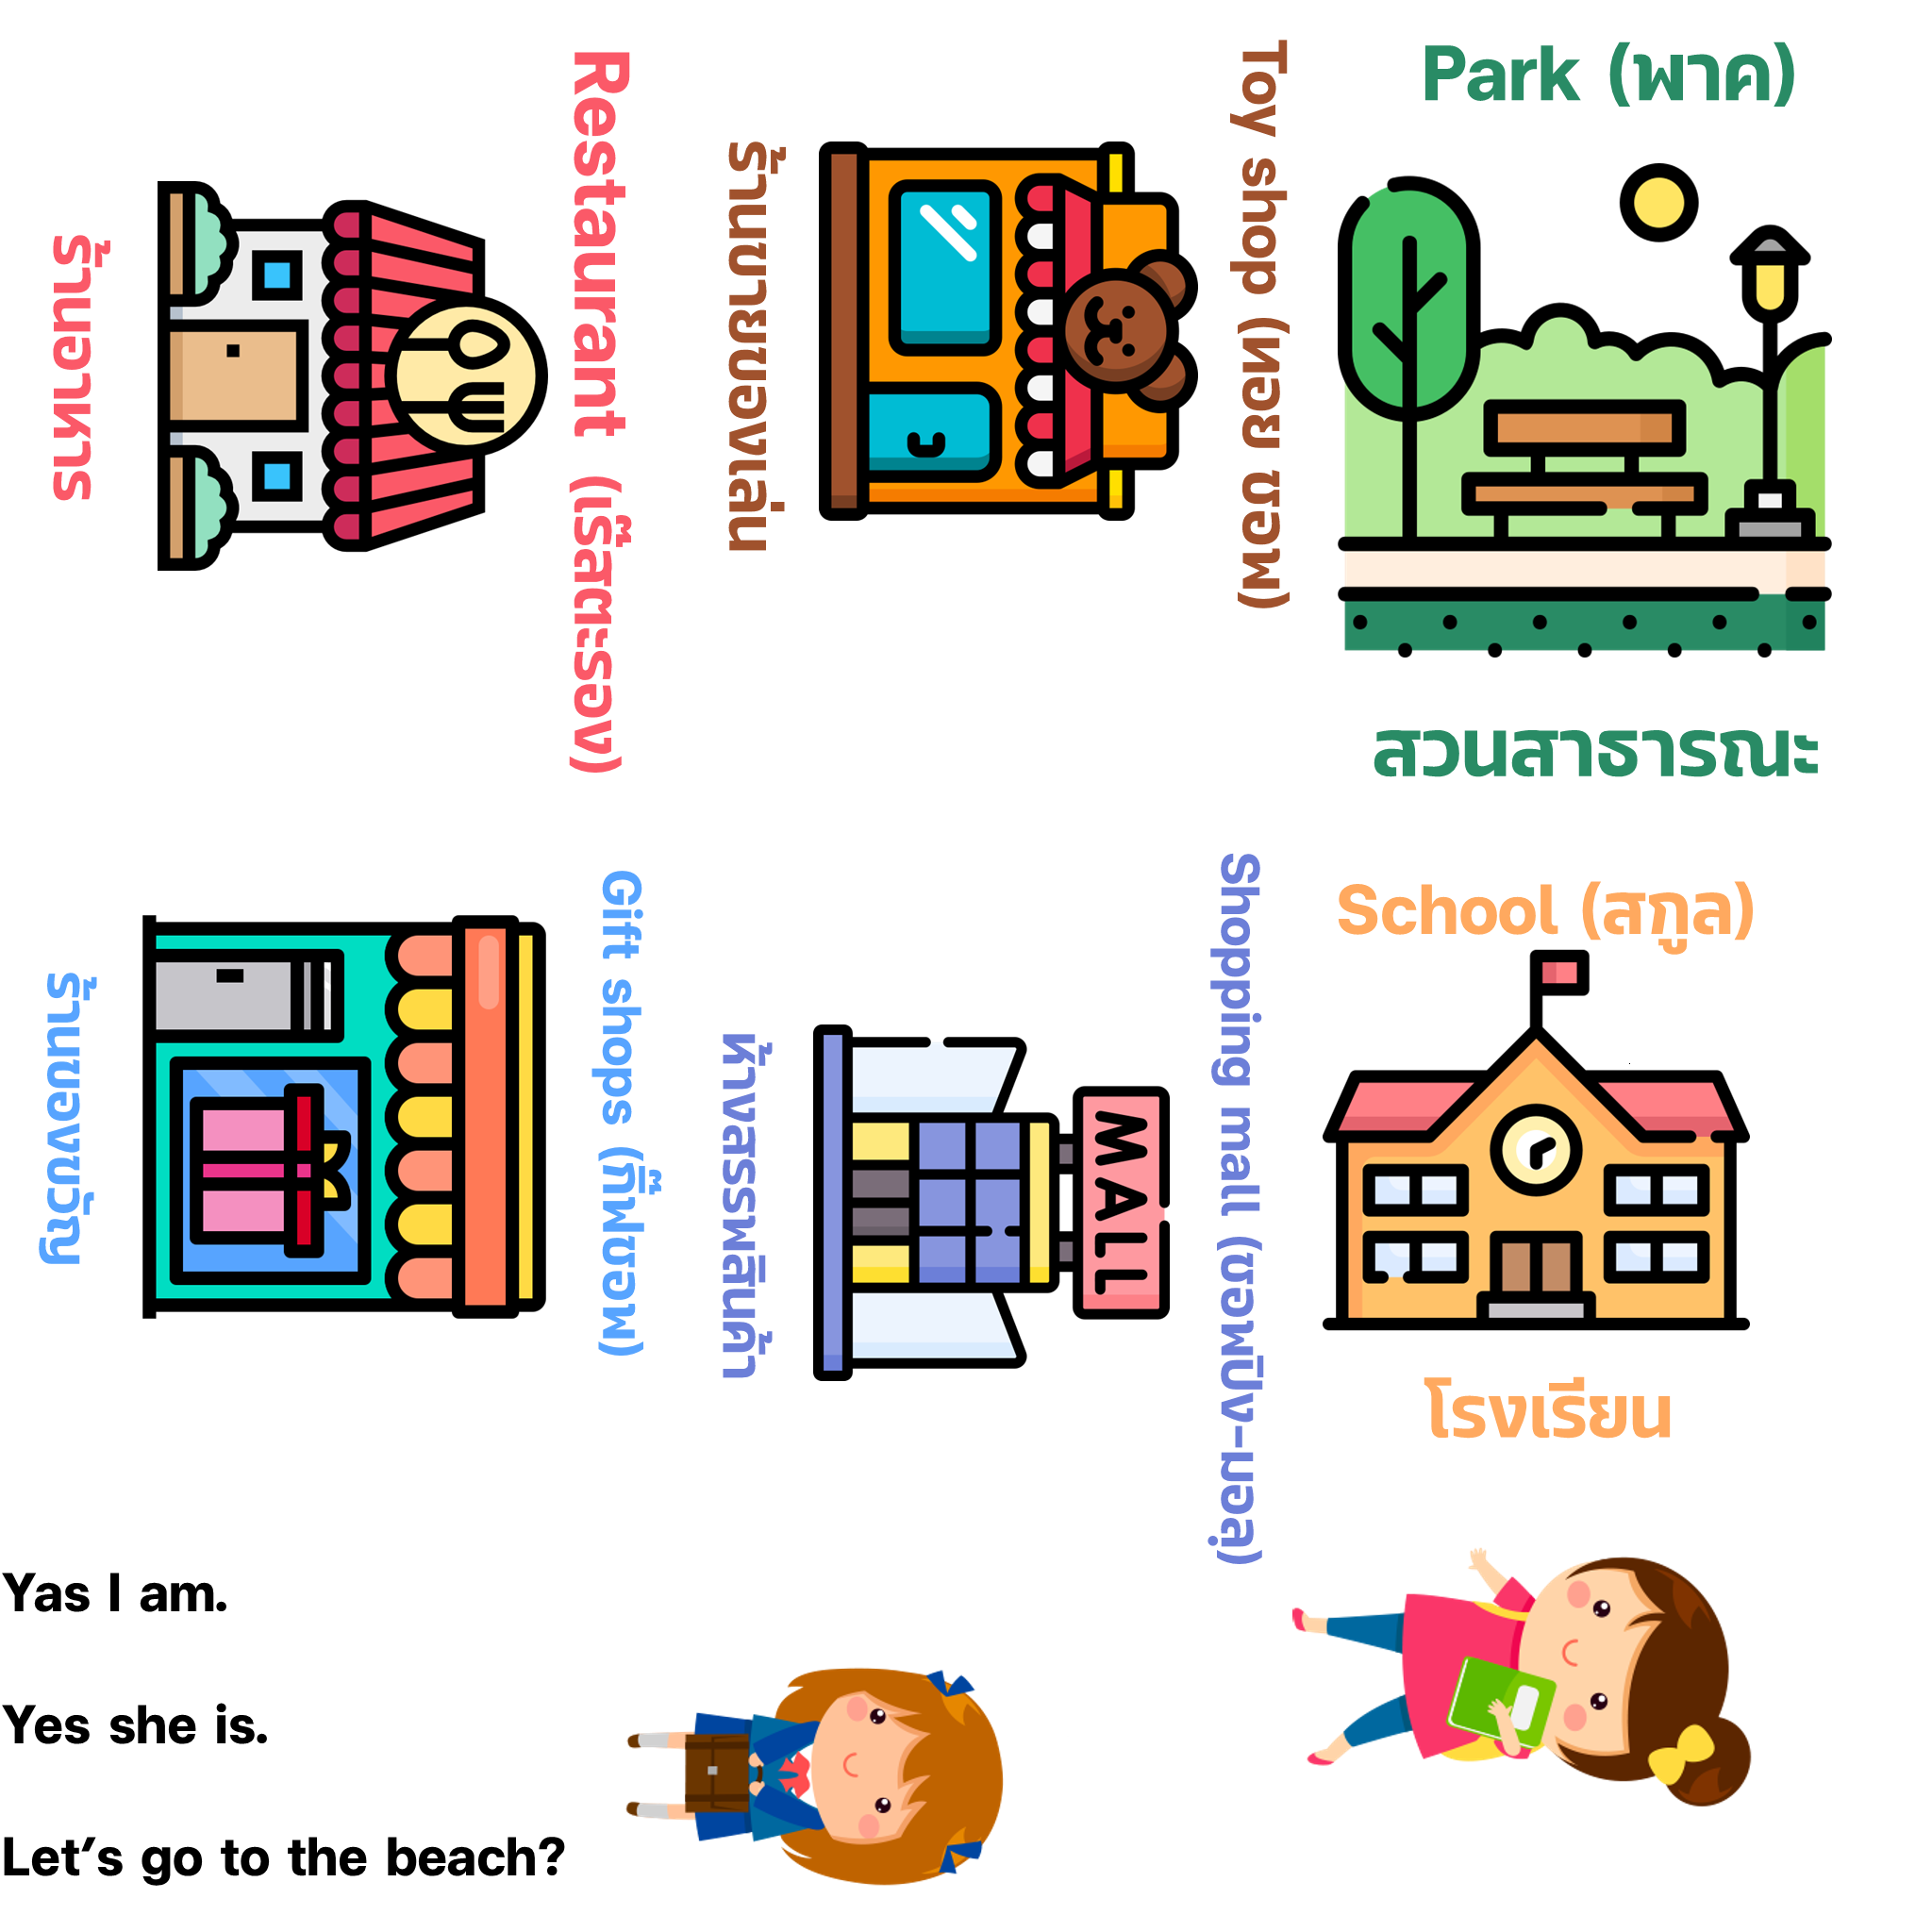 Restaurant (เร๊สตะรอง)
ร้านอาหาร
Toy shop (ทอย ชอพ)
ร้านขายของเล่น
Park (พาค)
สวนสาธารณะ
Gift shops (กิ๊ฟชอพ)
ร้านของขวัญ
Shopping mall (ชอพปิง-มอลฺ)
MALL
ห้างสรรพสินค้า
School (สกูล)
โรงเรียน
Yas I am.
Yes she is.
Let's go to the beach?